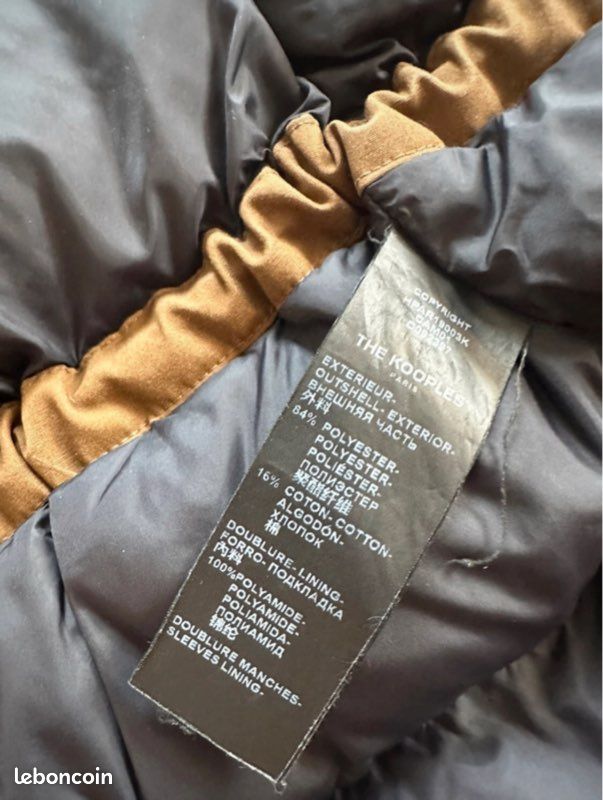 COPYRIGHT
THE KOOPLES
PARIS
EXTERIEUR-
OUTSHELL- EXTERIOR-
ВНЕШНЯЯ ЧАСТЬ
外料
84% POLYESTER-
POLYESTER-
POLIÉSTER-
ПОЛИЭСТЕР
聚酯纤维
16% COTON- COTTON-
ALGODON-
ХЛОПОК
棉
DOUBLURE- LINING-
FORRO- ПОДКЛАДКА
內料
100%POLYAMIDE-
POLYAMIDE-
POLIAMIDA-
ПОЛИАМИД
锦纶
DOUBLURE MANCHES-
SLEEVES LINING-
leboncoin